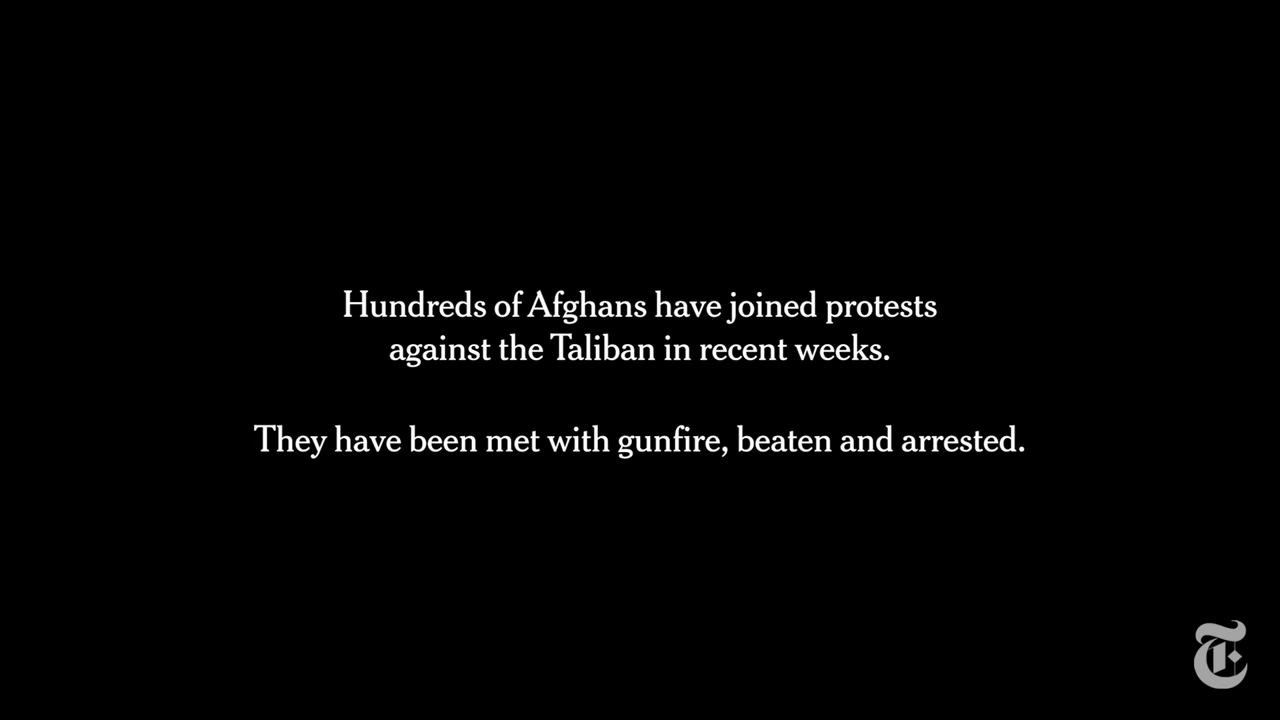 Hundreds of Afghans have joined protests
against the Taliban in recent weeks.
They have been met with gunfire, beaten and arrested.
T